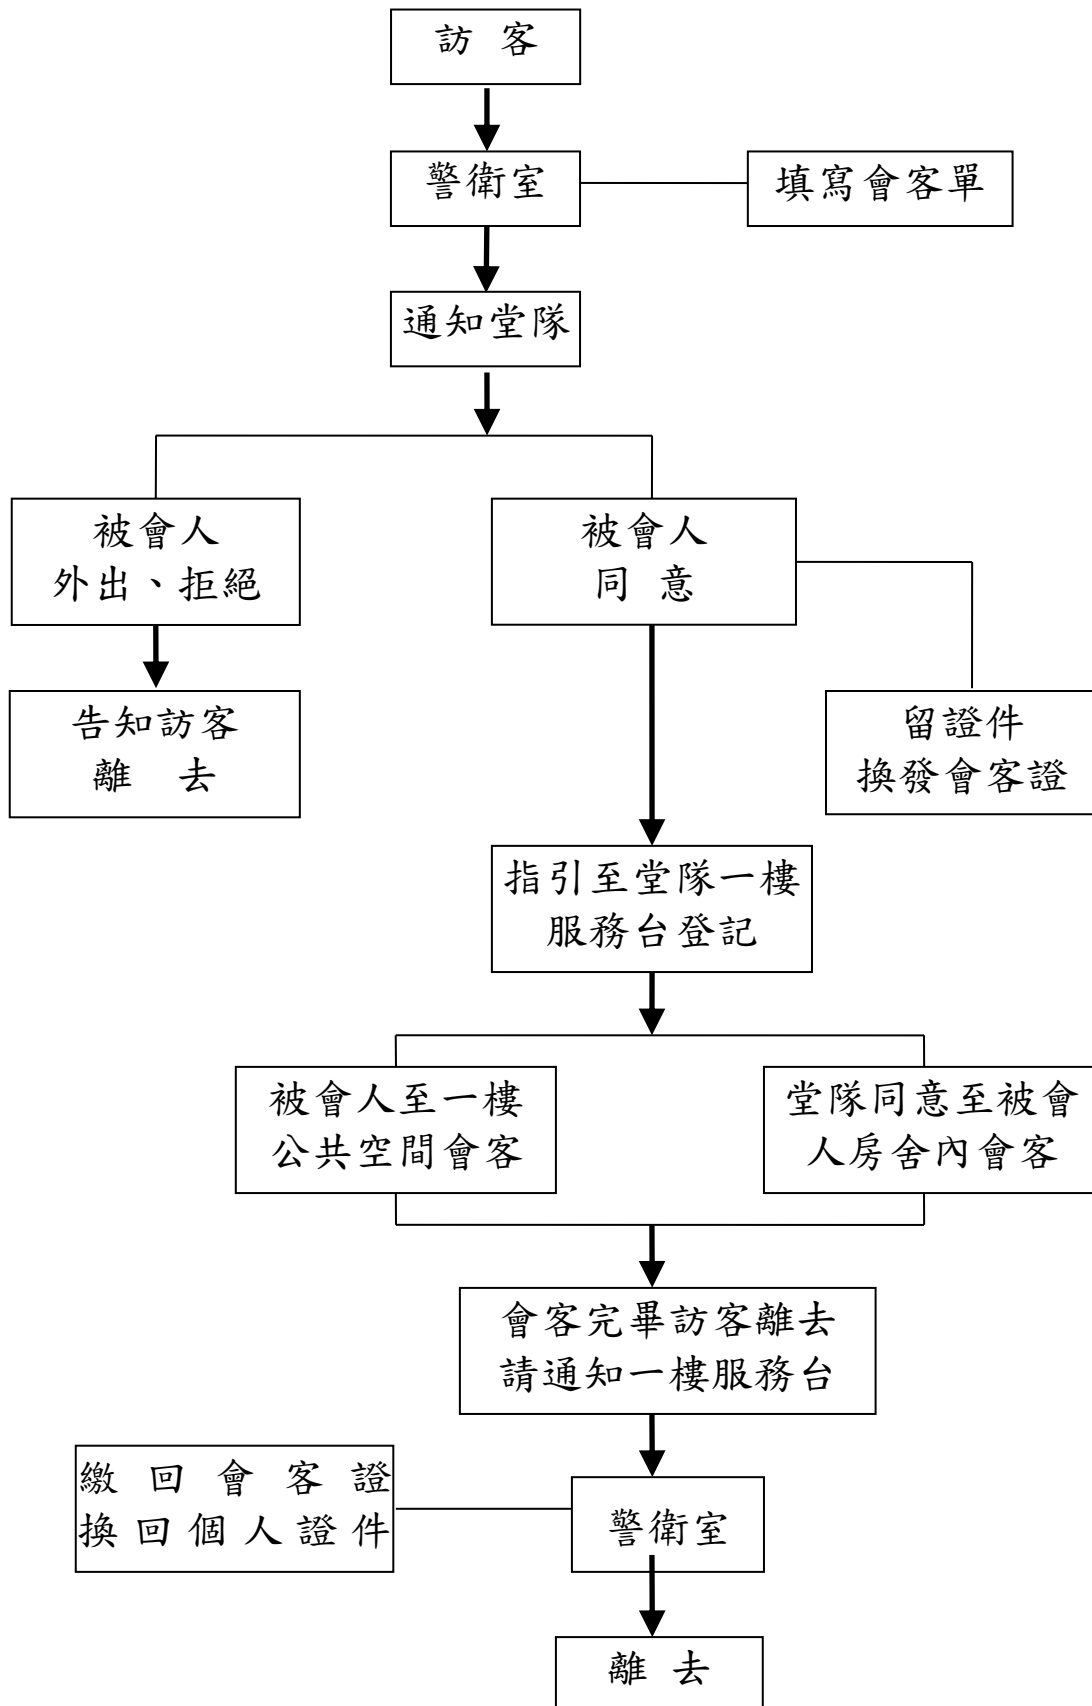 訪 客
警衛室
填寫會客單
通知堂隊
被會人
外出、拒絕
被會人
同 意
告知訪客
離 去
留證件
換發會客證
指引至堂隊一樓
服務台登記
被會人至一樓
公共空間會客
堂隊同意至被會
人房舍內會客
會客完畢訪客離去
請通知一樓服務台
繳回會客證
換回個人證件
警衛室
離 去